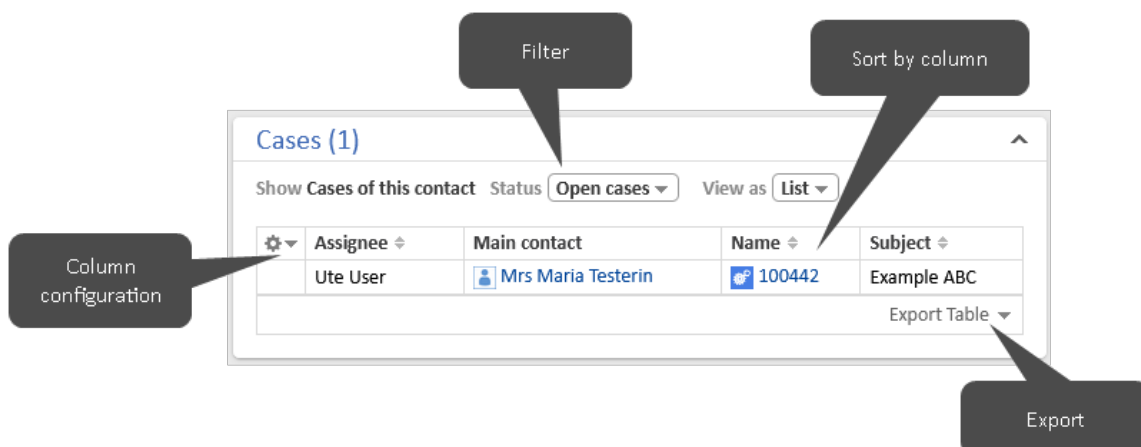 Filter
Sort by column
Cases (1)
Show Cases of this contact Status Open cases View as List
Column
configuration
Assignee Main contact Name Subject
Ute User Mrs Maria Testerin 100442 Example ABC
Export Table
Export